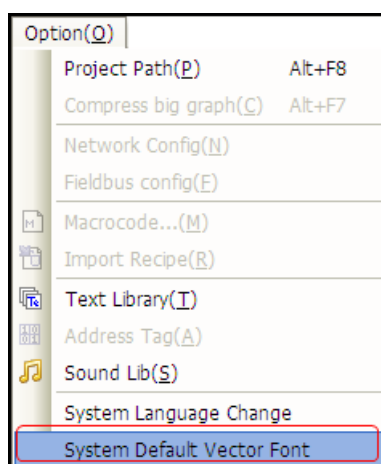 Option(O)
Project Path(P) Alt+F8
Compress big graph(C) Alt+F7
Network Config(N)
Fieldbus config(F)
Macrocode...(M)
Import Recipe(R)
Text Library(T)
Address Tag(A)
Sound Lib(S)
System Language Change
System Default Vector Font